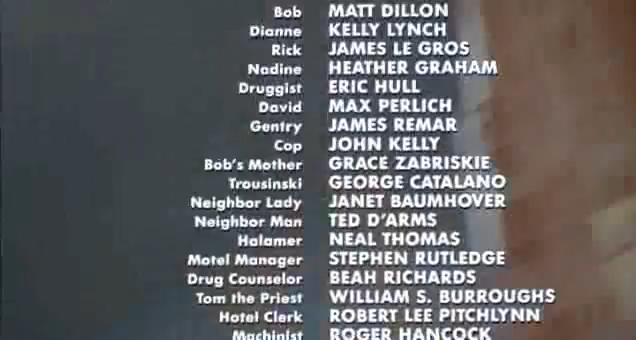 Bob MATT DILLON
Dianne KELLY LYNCH
Rick JAMES LE GROS
Nadine HEATHER GRAHAM
Druggist ERIC HULL
David MAX PERLICH
Gentry JAMES REMAR
Cop JOHN KELLY
Bob's Mother GRACE ZABRISKIE
Trousinski GEORGE CATALANO
Neighbor Lady JANET BAUMHOVER
Neighbor Man TED D'ARMS
Halamer NEAL THOMAS
Motel Manager STEPHEN RUTLEDGE
Drug Counselor BEAH RICHARDS
Tom the Priest WILLIAM S. BURROUGHS
Hotel Clerk ROBERT LEE PITCHLYNN
Machinist ROGER HANCOCK